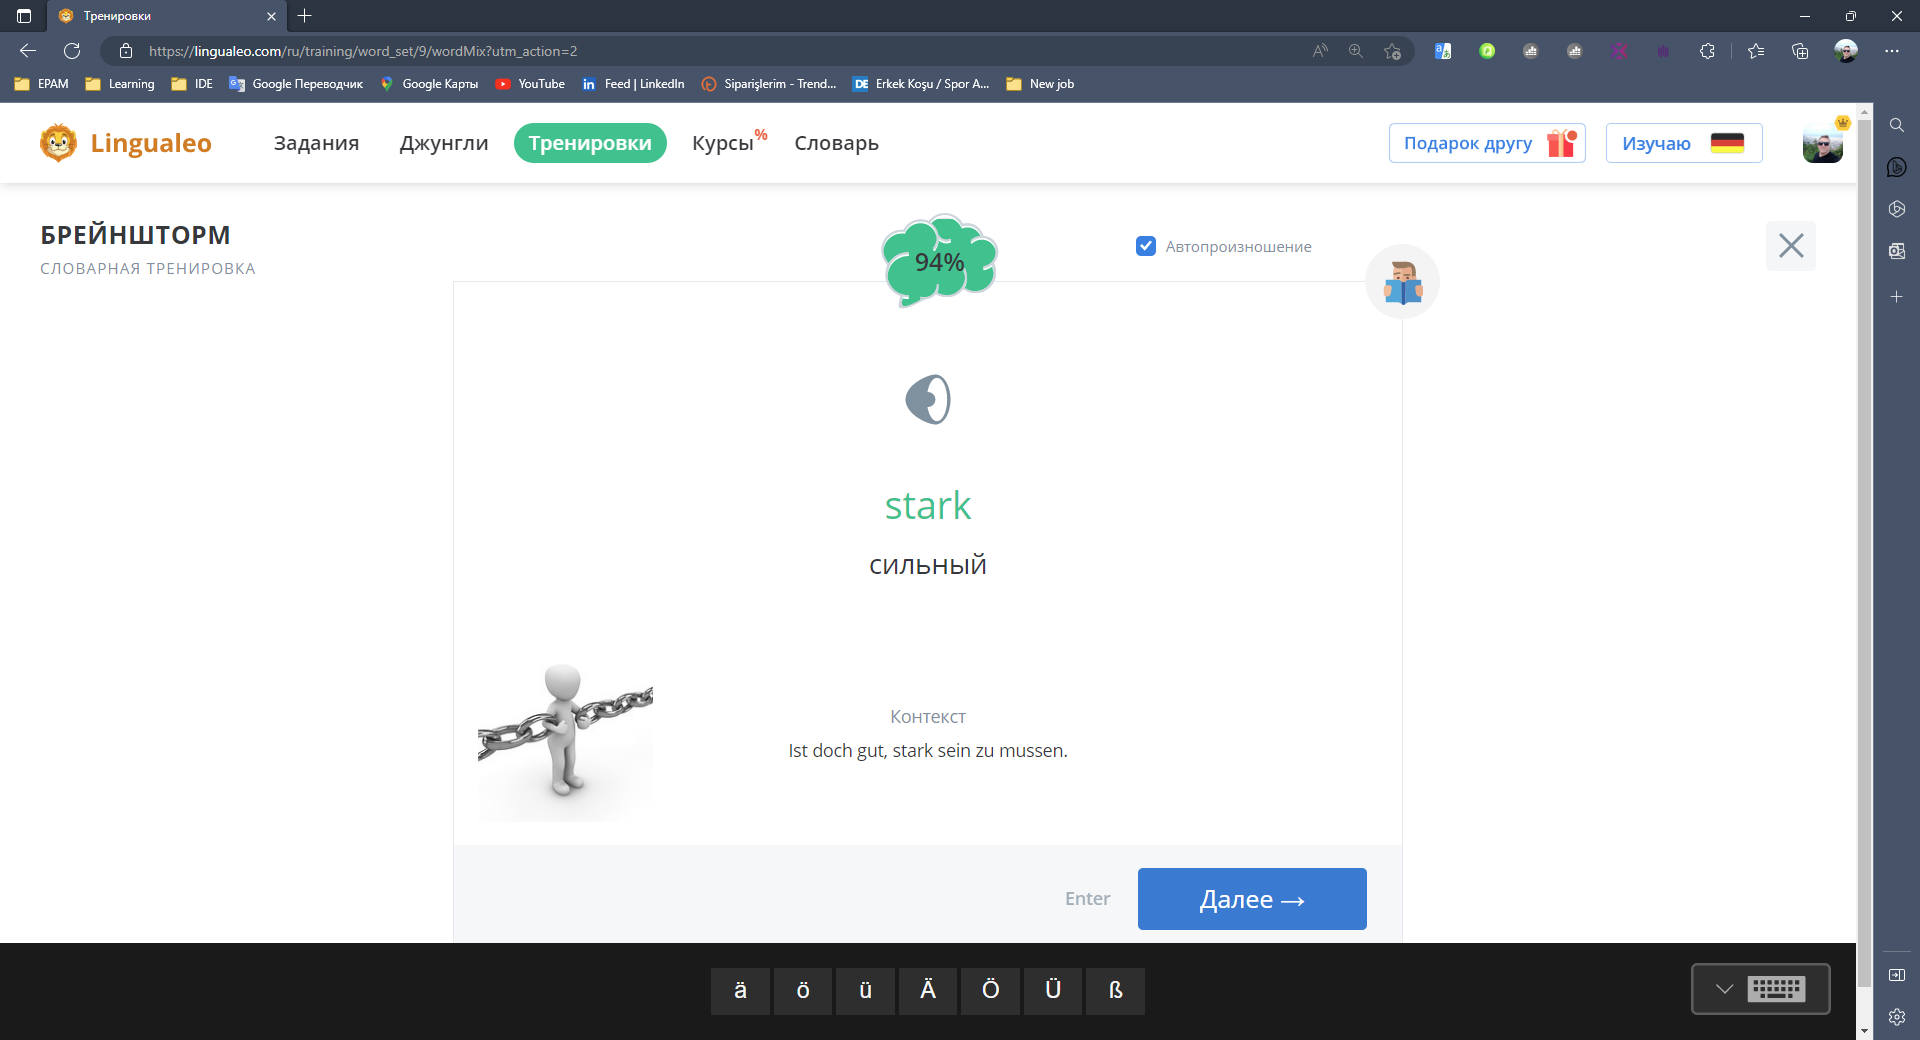 Тренировки
https://lingualeo.com/ru/training/word_set/9/wordMix?utm_action=2
EPAM Learning IDE Google Переводчик Google Карты YouTube Feed | LinkedIn Siparişlerim - Trend... Erkek Koşu / Spor A... New job
Lingualeo Задания Джунгли Тренировки Курсы% Словарь Подарок другу Изучаю
БРЕЙНШТОРМ
СЛОВАРНАЯ ТРЕНИРОВКА
94%
Автопроизношение
stark
сильный
Контекст
Ist doch gut, stark sein zu mussen.
Enter Далее →
ä ö ü Ä Ö Ü ß